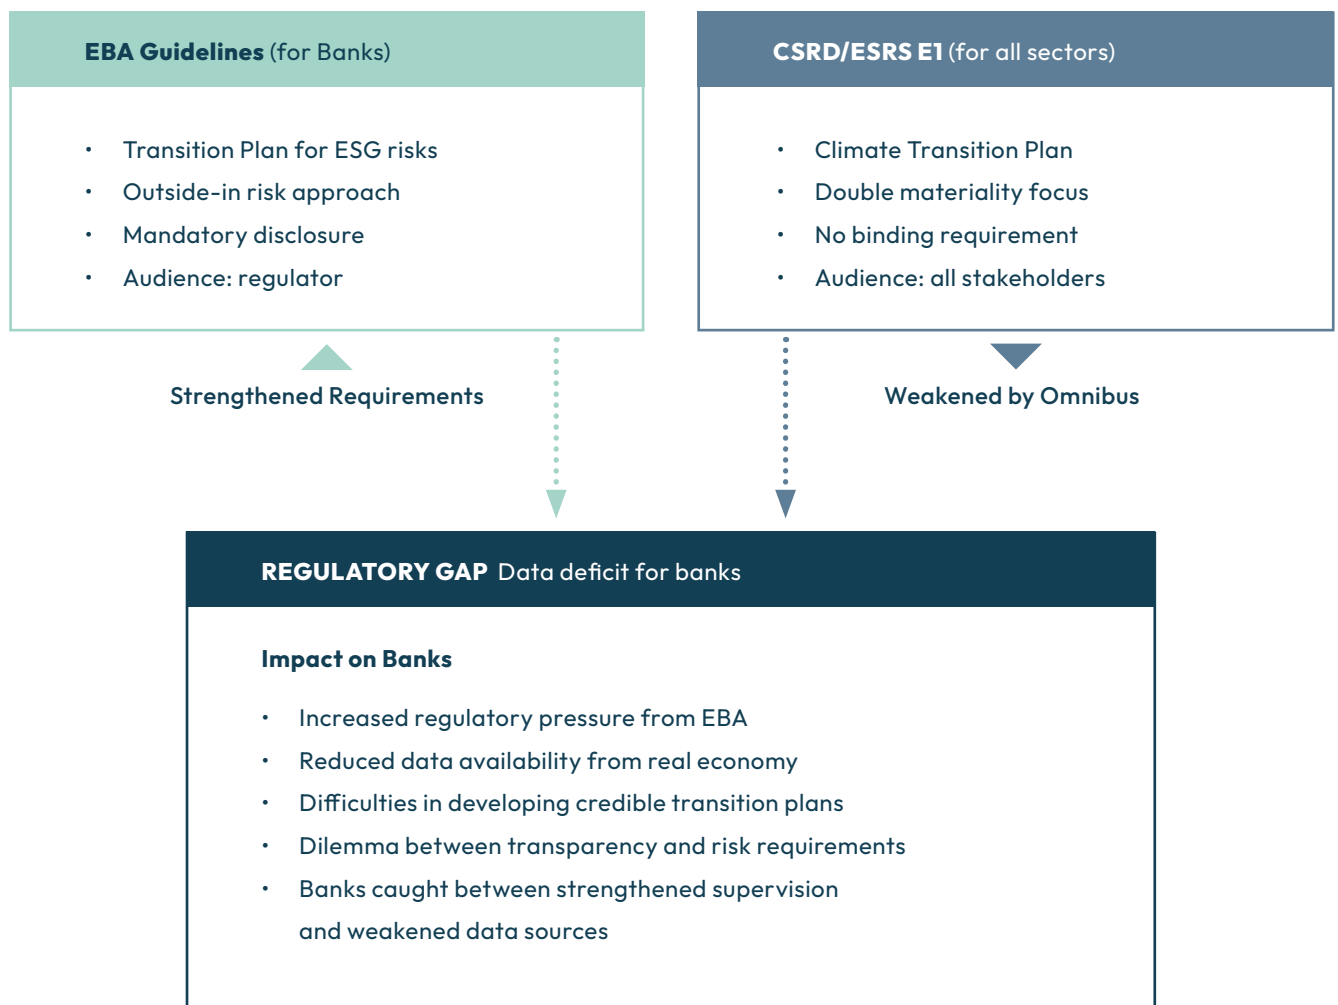 EBA Guidelines (for Banks)
• Transition Plan for ESG risks
• Outside-in risk approach
• Mandatory disclosure
• Audience: regulator
Strengthened Requirements
CSRD/ESRS E1 (for all sectors)
• Climate Transition Plan
• Double materiality focus
• No binding requirement
• Audience: all stakeholders
Weakened by Omnibus
REGULATORY GAP Data deficit for banks
Impact on Banks
• Increased regulatory pressure from EBA
• Reduced data availability from real economy
• Difficulties in developing credible transition plans
• Dilemma between transparency and risk requirements
• Banks caught between strengthened supervision
and weakened data sources